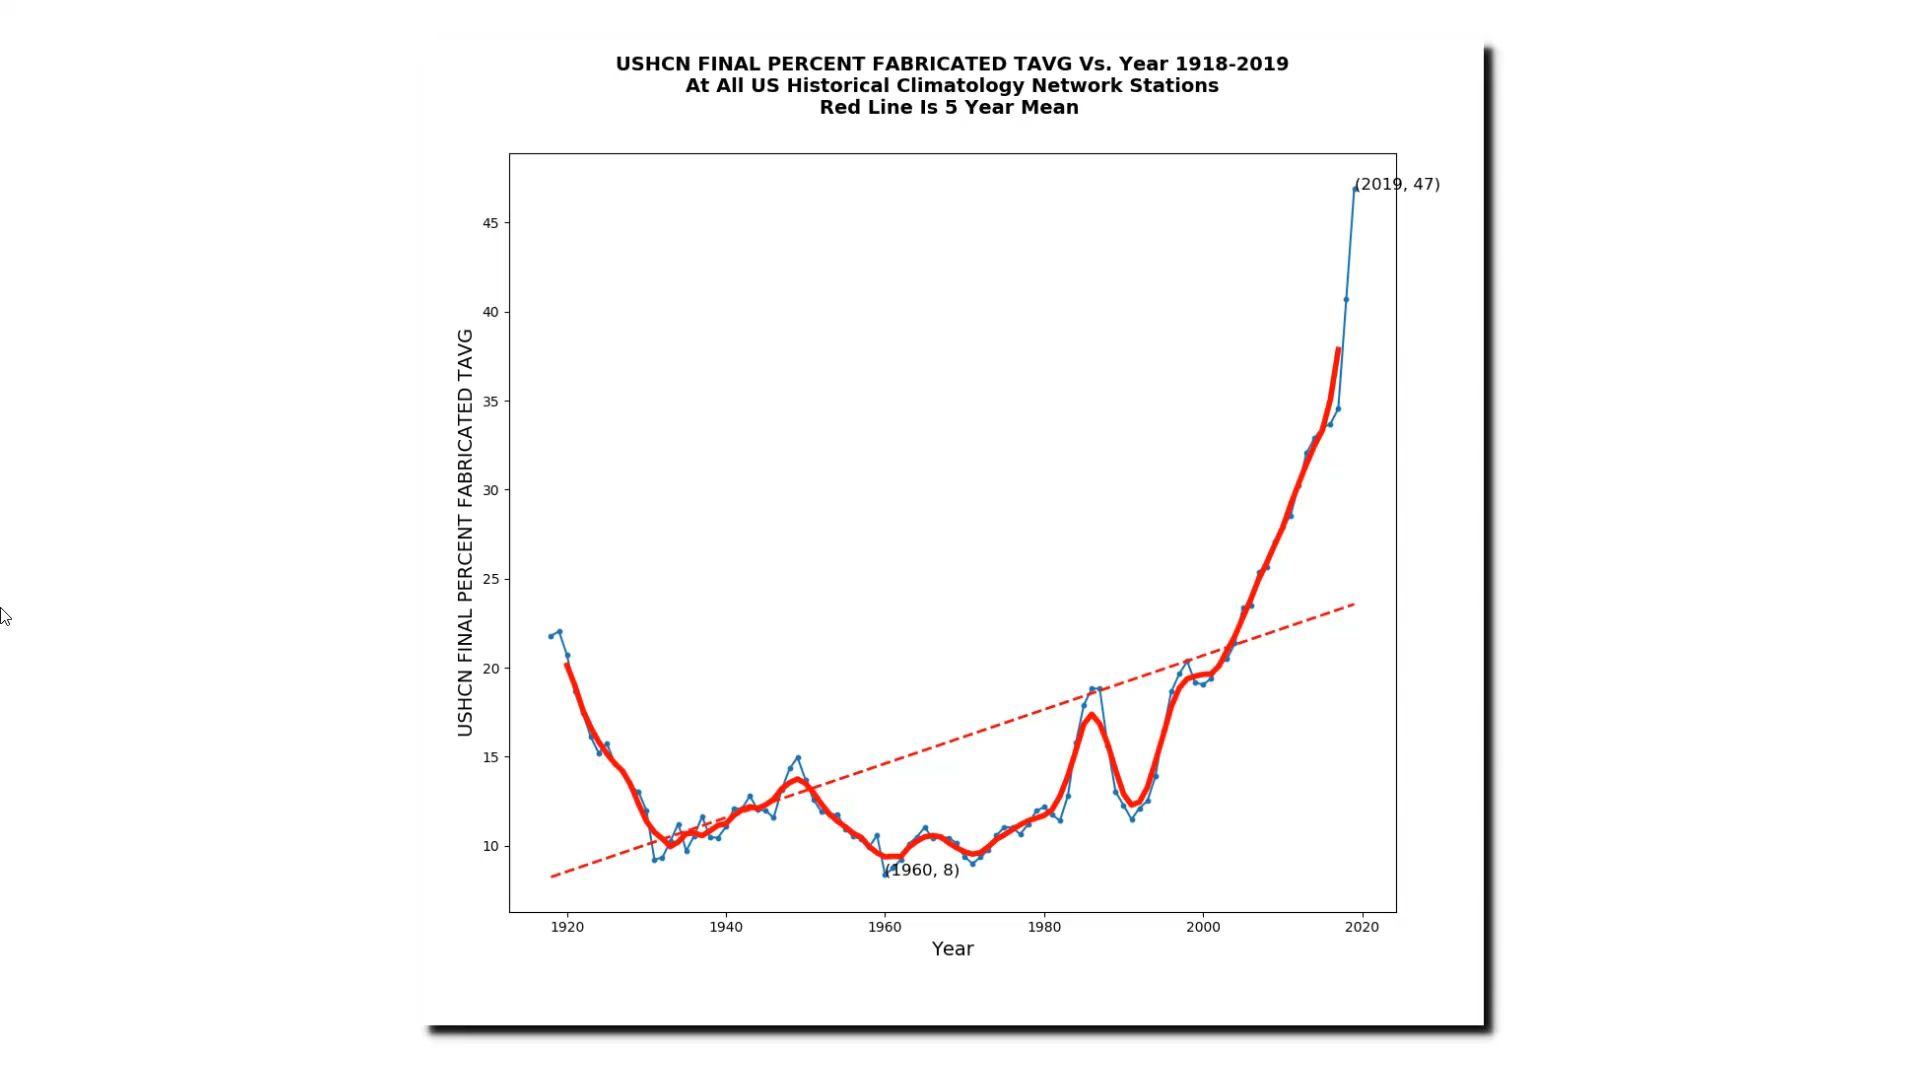 USHCN FINAL PERCENT FABRICATED TAVG Vs. Year 1918-2019
At All US Historical Climatology Network Stations
Red Line Is 5 Year Mean
(2019, 47)
45
40
35
30
25
20
15
10
USHCN FINAL PERCENT FABRICATED TAVG
(1960, 8)
1920 1940 1960 1980 2000 2020
Year